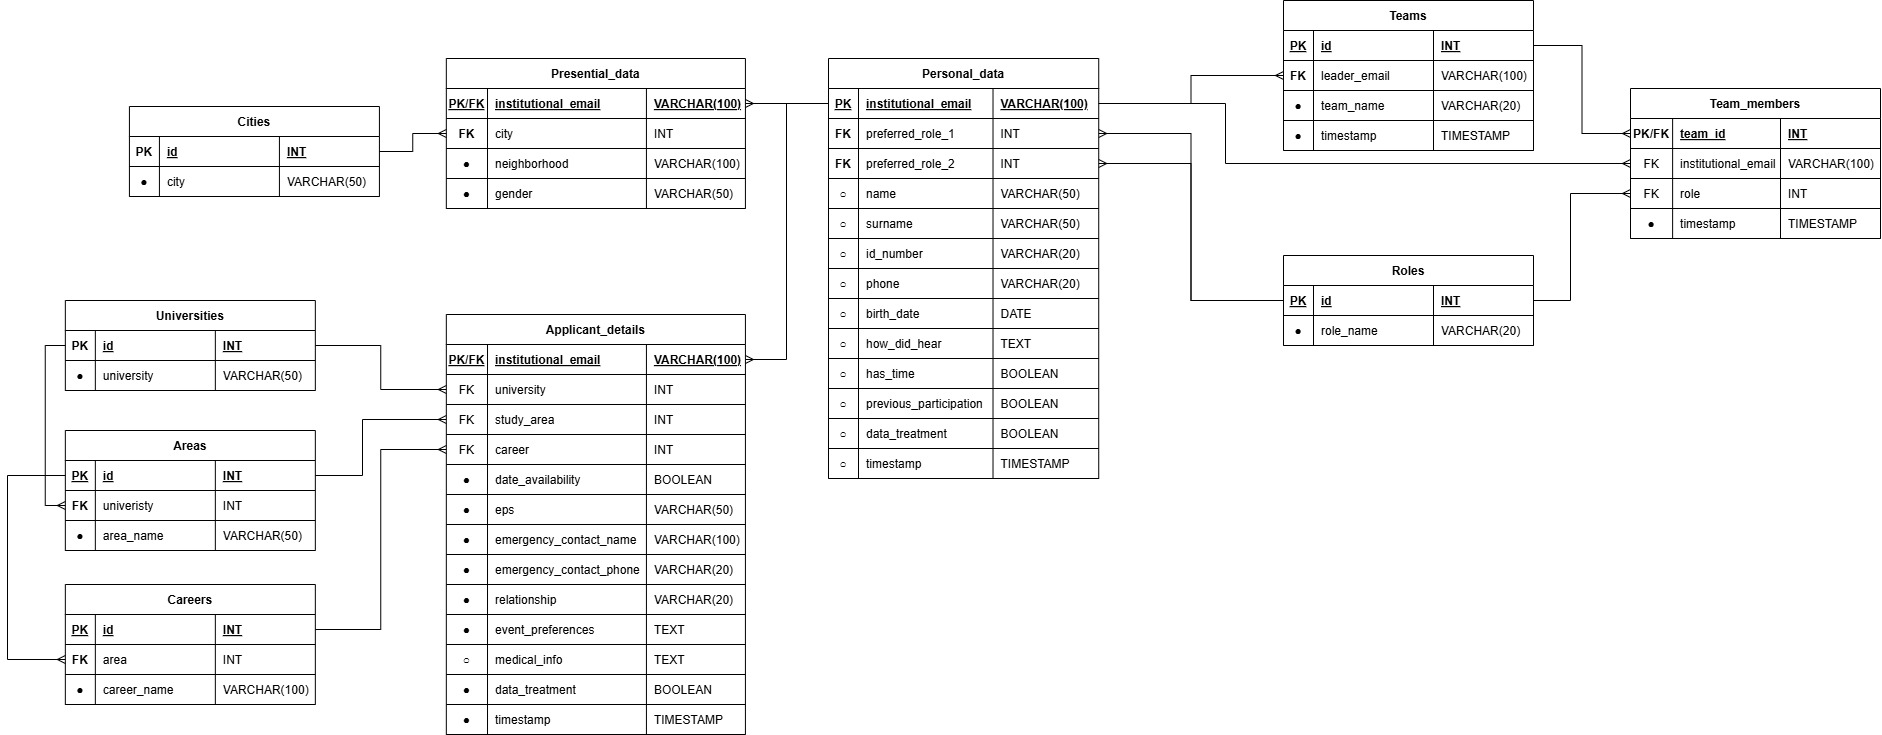 Cities
PK id INT
● city VARCHAR(50)
Presential_data
PK/FK institutional_email VARCHAR(100)
FK city INT
● neighborhood VARCHAR(100)
● gender VARCHAR(50)
Personal_data
PK institutional_email VARCHAR(100)
FK preferred_role_1 INT
FK preferred_role_2 INT
○ name VARCHAR(50)
○ surname VARCHAR(50)
○ id_number VARCHAR(20)
○ phone VARCHAR(20)
○ birth_date DATE
○ how_did_hear TEXT
○ has_time BOOLEAN
○ previous_participation BOOLEAN
○ data_treatment BOOLEAN
○ timestamp TIMESTAMP
Teams
PK id INT
FK leader_email VARCHAR(100)
● team_name VARCHAR(20)
● timestamp TIMESTAMP
Team_members
PK/FK team_id INT
FK institutional_email VARCHAR(100)
FK role INT
● timestamp TIMESTAMP
Roles
PK id INT
● role_name VARCHAR(20)
Universities
PK id INT
● university VARCHAR(50)
Areas
PK id INT
FK univeristy INT
● area_name VARCHAR(50)
Careers
PK id INT
FK area INT
● career_name VARCHAR(100)
Applicant_details
PK/FK institutional_email VARCHAR(100)
FK university INT
FK study_area INT
FK career INT
● date_availability BOOLEAN
● eps VARCHAR(50)
● emergency_contact_name VARCHAR(100)
● emergency_contact_phone VARCHAR(20)
● relationship VARCHAR(20)
● event_preferences TEXT
○ medical_info TEXT
● data_treatment BOOLEAN
● timestamp TIMESTAMP